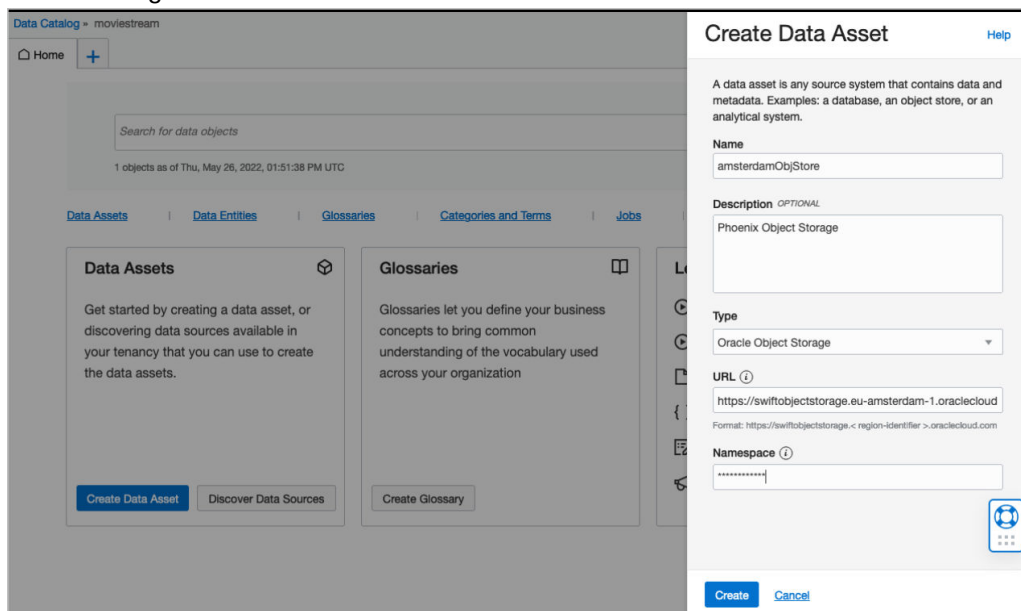 Data Catalog » moviestream
Home
+
Search for data objects
1 objects as of Thu, May 26, 2022, 01:51:38 PM UTC
Data Assets | Data Entities | Glossaries | Categories and Terms | Jobs |
Data Assets
Get started by creating a data asset, or
discovering data sources available in
your tenancy that you can use to create
the data assets.
Create Data Asset
Discover Data Sources
Glossaries
Glossaries let you define your business
concepts to bring common
understanding of the vocabulary used
across your organization
Create Glossary
Create Data Asset
Help
A data asset is any source system that contains data and
metadata. Examples: a database, an object store, or an
analytical system.
Name
amsterdamObjStore
Description OPTIONAL
Phoenix Object Storage
Type
Oracle Object Storage
URL
https://swiftobjectstorage.eu-amsterdam-1.oraclecloud
Format: https://swiftobjectstorage.< region-identifier >.oraclecloud.com
Namespace
************
Create
Cancel